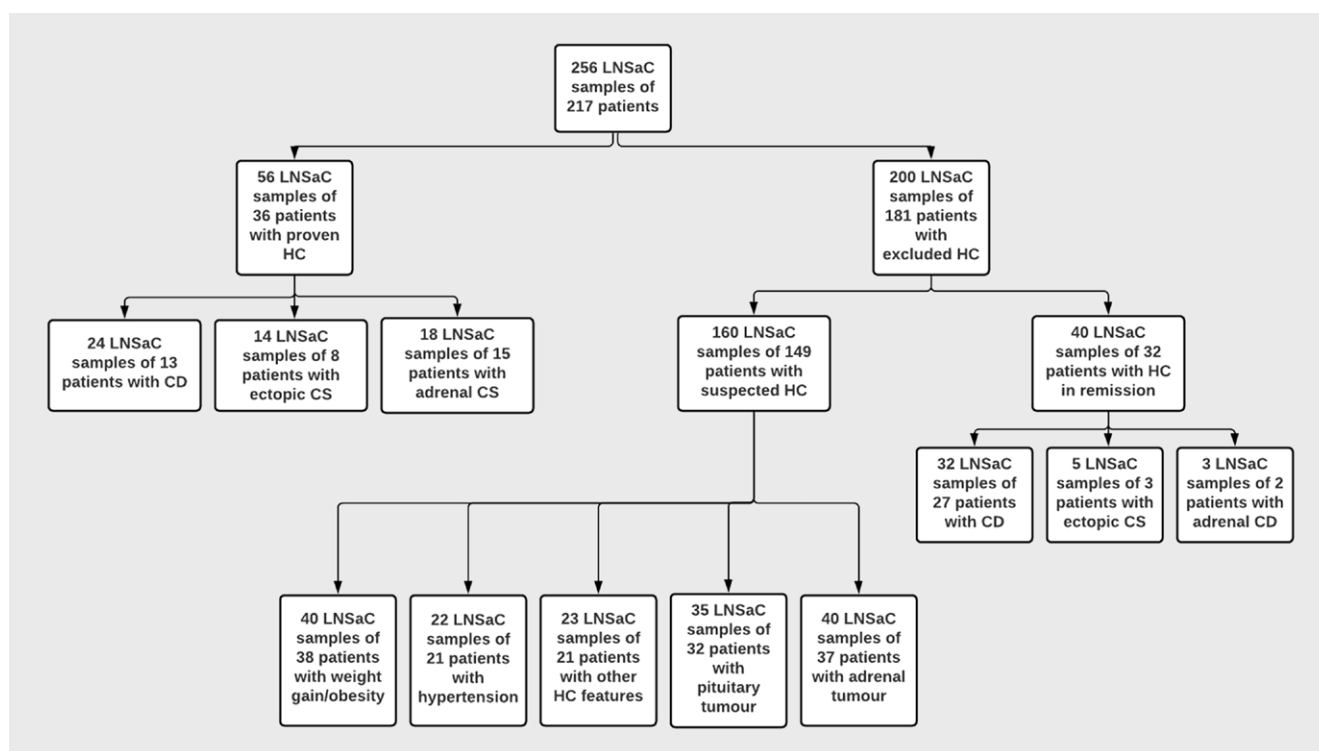 256 LNSaC
samples of
217 patients
56 LNSaC
samples of
36 patients
with proven
HC
200 LNSaC
samples of
181 patients
with
excluded HC
24 LNSaC
samples of 13
patients with CD
14 LNSaC
samples of 8
patients with
ectopic CS
18 LNSaC
samples of 15
patients with
adrenal CS
160 LNSaC
samples of 149
patients with
suspected HC
40 LNSaC
samples of 32
patients with HC
in remission
32 LNSaC
samples of
27 patients
with CD
5 LNSaC
samples of 3
patients with
ectopic CS
3 LNSaC
samples of 2
patients with
adrenal CD
40 LNSaC
samples of
38 patients
with weight
gain/obesity
22 LNSaC
samples of
21 patients
with
hypertension
23 LNSaC
samples of
21 patients
with other
HC features
35 LNSaC
samples of
32 patients
with
pituitary
tumour
40 LNSaC
samples of
37 patients
with adrenal
tumour